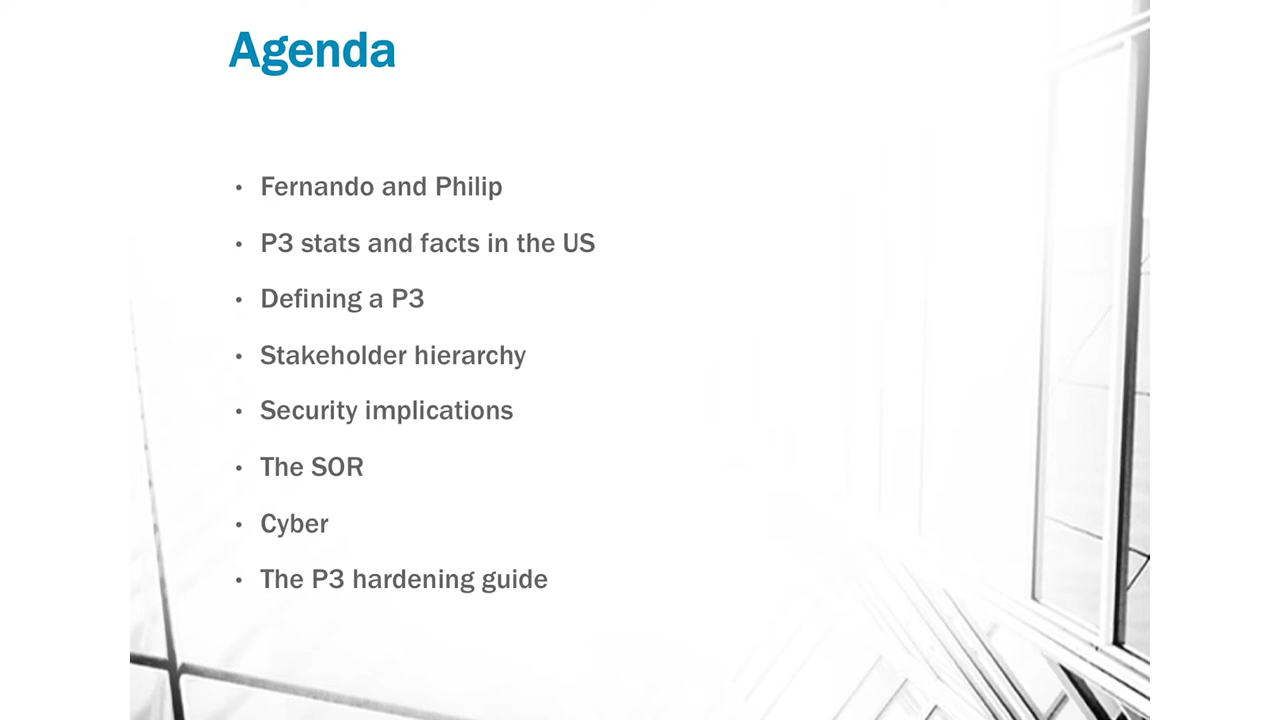 Agenda
• Fernando and Philip
• P3 stats and facts in the US
• Defining a P3
• Stakeholder hierarchy
• Security implications
• The SOR
• Cyber
• The P3 hardening guide